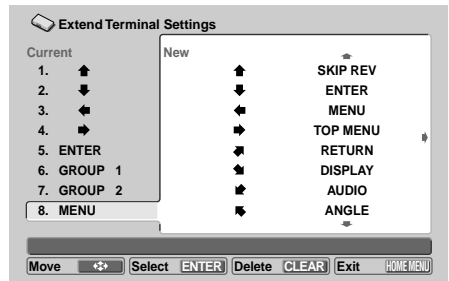 Extend Terminal Settings
Current New
1. ⬆ ⬆ SKIP REV
2. ⬇ ⬇ ENTER
3. ⬅ ⬅ MENU
4. ➡ ➡ TOP MENU
5. ENTER ⬈ RETURN
6. GROUP 1 ⬉ DISPLAY
7. GROUP 2 ⬋ AUDIO
8. MENU ⬉ ANGLE
Move Select ENTER Delete CLEAR Exit HOME MENU